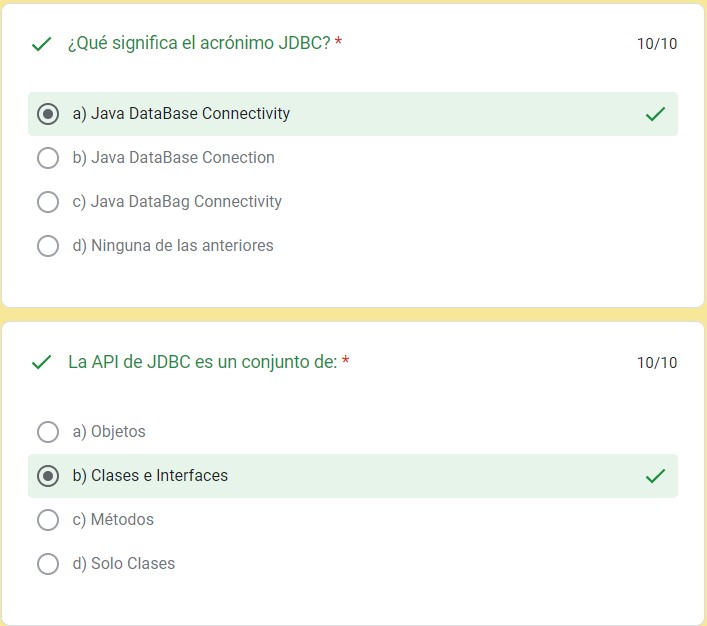 ¿Qué significa el acrónimo JDBC? * 10/10
a) Java DataBase Connectivity
b) Java DataBase Conection
c) Java DataBag Connectivity
d) Ninguna de las anteriores
La API de JDBC es un conjunto de: * 10/10
a) Objetos
b) Clases e Interfaces
c) Métodos
d) Solo Clases